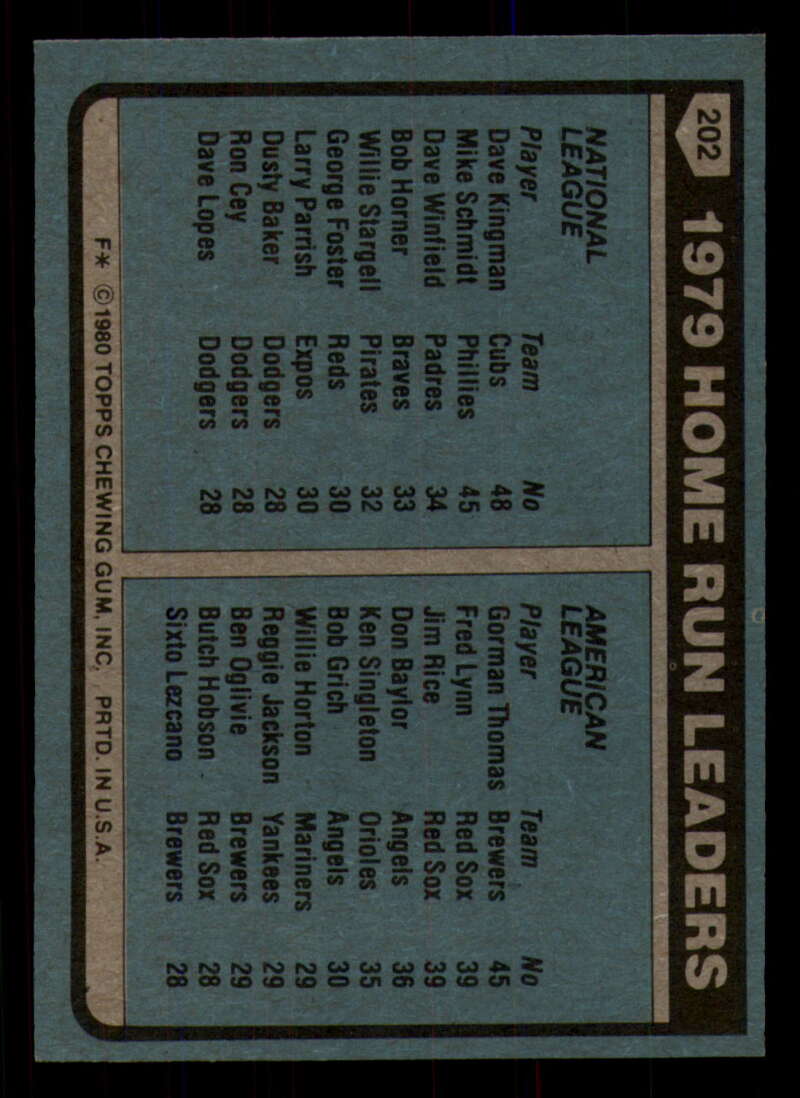 202 1979 HOME RUN LEADERS
NATIONAL
LEAGUE
Player Team No
Dave Kingman Cubs 48
Mike Schmidt Phillies 45
Dave Winfield Padres 34
Bob Horner Braves 33
Willie Stargell Pirates 32
George Foster Reds 30
Larry Parrish Expos 30
Dusty Baker Dodgers 28
Ron Cey Dodgers 28
Dave Lopes Dodgers 28
AMERICAN
LEAGUE
Player Team No
Gorman Thomas Brewers 45
Fred Lynn Red Sox 39
Jim Rice Red Sox 39
Don Baylor Angels 36
Ken Singleton Orioles 35
Bob Grich Angels 30
Willie Horton Mariners 29
Reggie Jackson Yankees 29
Ben Oglivie Brewers 29
Butch Hobson Red Sox 28
Sixto Lezcano Brewers 28
F* © 1980 TOPPS CHEWING GUM, INC. PRTD. IN U.S.A.